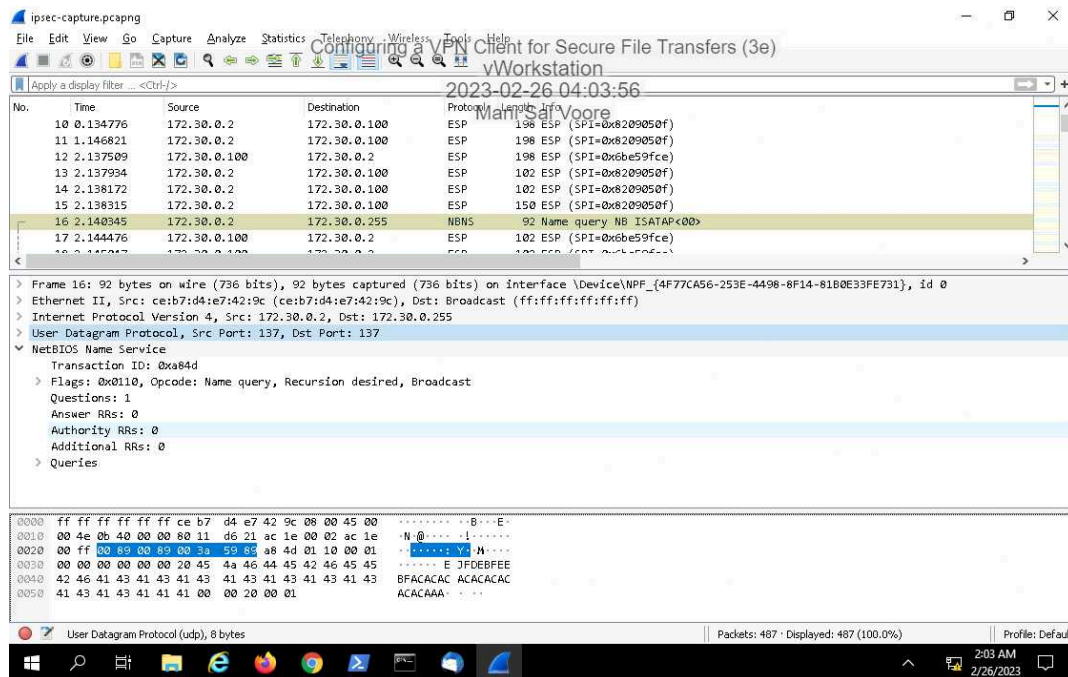 ipsec-capture.pcapng
File Edit View Go Capture Analyze Statistics Telephony Wireless Tools Help
Configuring a VPN Client for Secure File Transfers (3e)
vWorkstation
2023-02-26 04:03:56
Mani Sai Voore
Apply a display filter ... <Ctrl-/>
No. Time Source Destination Protocol Length Info
10 0.134776 172.30.0.2 172.30.0.100 ESP 198 ESP (SPI=0x8209050f)
11 1.146821 172.30.0.2 172.30.0.100 ESP 198 ESP (SPI=0x8209050f)
12 2.137509 172.30.0.100 172.30.0.2 ESP 198 ESP (SPI=0x6be59fce)
13 2.137934 172.30.0.2 172.30.0.100 ESP 102 ESP (SPI=0x8209050f)
14 2.138172 172.30.0.2 172.30.0.100 ESP 102 ESP (SPI=0x8209050f)
15 2.138315 172.30.0.2 172.30.0.100 ESP 150 ESP (SPI=0x8209050f)
16 2.140345 172.30.0.2 172.30.0.255 NBNS 92 Name query NB ISATAP<00>
17 2.144476 172.30.0.100 172.30.0.2 ESP 102 ESP (SPI=0x6be59fce)
Frame 16: 92 bytes on wire (736 bits), 92 bytes captured (736 bits) on interface \Device\NPF_{4F77CA56-253E-4498-8F14-81B0E33FE731}, id 0
Ethernet II, Src: ce:b7:d4:e7:42:9c (ce:b7:d4:e7:42:9c), Dst: Broadcast (ff:ff:ff:ff:ff:ff)
Internet Protocol Version 4, Src: 172.30.0.2, Dst: 172.30.0.255
User Datagram Protocol, Src Port: 137, Dst Port: 137
NetBIOS Name Service
Transaction ID: 0xa84d
Flags: 0x0110, Opcode: Name query, Recursion desired, Broadcast
Questions: 1
Answer RRs: 0
Authority RRs: 0
Additional RRs: 0
Queries
0000 ff ff ff ff ff ff ce b7 d4 e7 42 9c 08 00 45 00 ········ ··B···E·
0010 00 4e 0b 40 00 00 80 11 d6 21 ac 1e 00 02 ac 1e ·N·@···· ·!······
0020 00 ff 00 89 00 89 00 3a 59 89 a8 4d 01 10 00 01 ·······: Y··M····
0030 00 00 00 00 00 00 20 45 4a 46 44 45 42 46 45 45 ······ E JFDEBFEE
0040 42 46 41 43 41 43 41 43 41 43 41 43 41 43 41 43 BFACACAC ACACACAC
0050 41 43 41 43 41 41 41 00 00 20 00 01 ACACAAA· · ··
User Datagram Protocol (udp), 8 bytes
Packets: 487 · Displayed: 487 (100.0%)
Profile: Defau
2:03 AM
2/26/2023